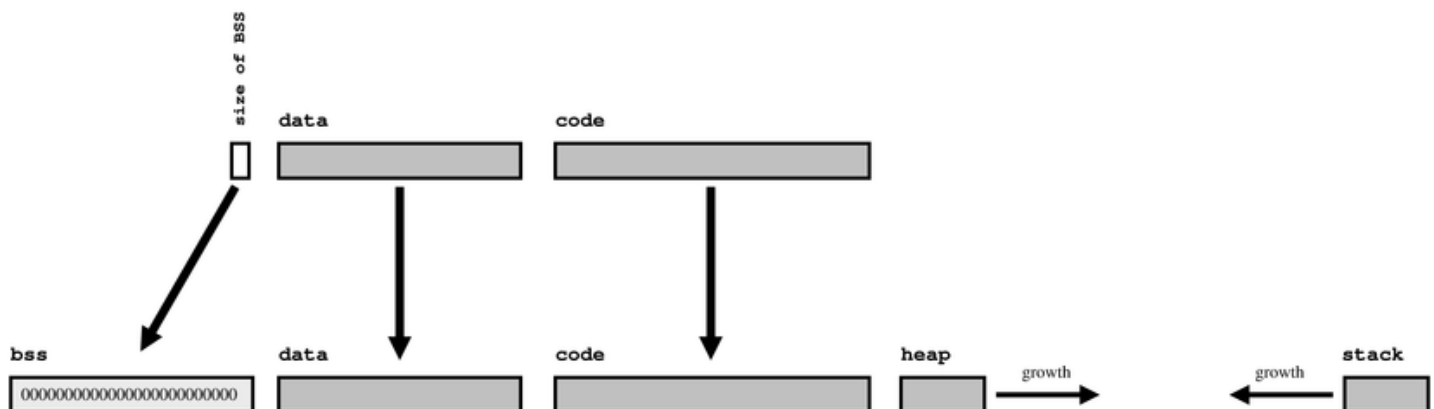 size of BSS
data
code
bss
data
code
heap
growth
growth
stack
0000000000000000000000000